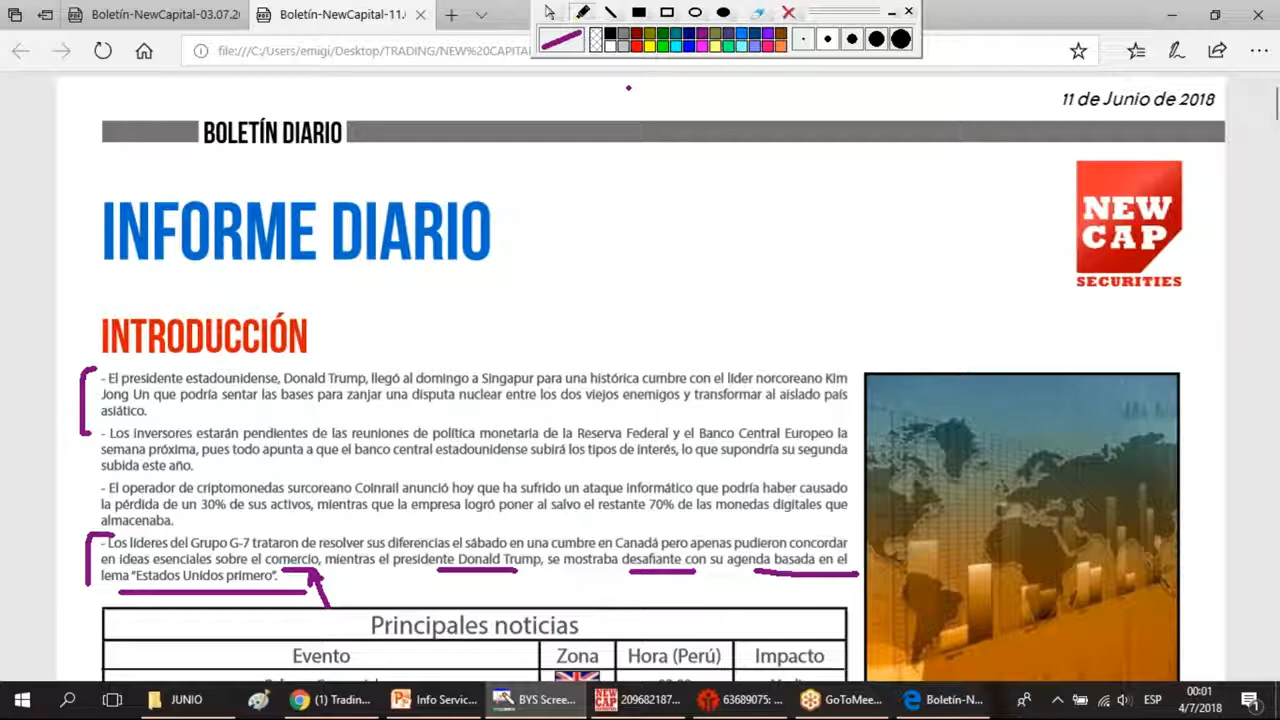 Boletín-NewCapital-03.07.2
Boletín-NewCapital-11.
file:///C:/Users/emigi/Desktop/TRADING/NEW%20CAPITA
11 de Junio de 2018
BOLETÍN DIARIO
INFORME DIARIO
NEW
CAP
SECURITIES
INTRODUCCIÓN
- El presidente estadounidense, Donald Trump, llegó al domingo a Singapur para una histórica cumbre con el líder norcoreano Kim
Jong Un que podría sentar las bases para zanjar una disputa nuclear entre los dos viejos enemigos y transformar al aislado país
asiático.
- Los inversores estarán pendientes de las reuniones de política monetaria de la Reserva Federal y el Banco Central Europeo la
semana próxima, pues todo apunta a que el banco central estadounidense subirá los tipos de interés, lo que supondría su segunda
subida este año.
- El operador de criptomonedas surcoreano Coinrail anunció hoy que ha sufrido un ataque informático que podría haber causado
la pérdida de un 30% de sus activos, mientras que la empresa logró poner al salvo el restante 70% de las monedas digitales que
almacenaba.
- Los líderes del Grupo G-7 trataron de resolver sus diferencias el sábado en una cumbre en Canadá pero apenas pudieron concordar
en ideas esenciales sobre el comercio, mientras el presidente Donald Trump, se mostraba desafiante con su agenda basada en el
lema "Estados Unidos primero".
Principales noticias
Evento Zona Hora (Perú) Impacto
JUNIO
(1) Tradin...
Info Servic...
BYS Scree...
209682187...
63689075: ...
GoToMee...
Boletín-N...
ESP
00:01
4/7/2018